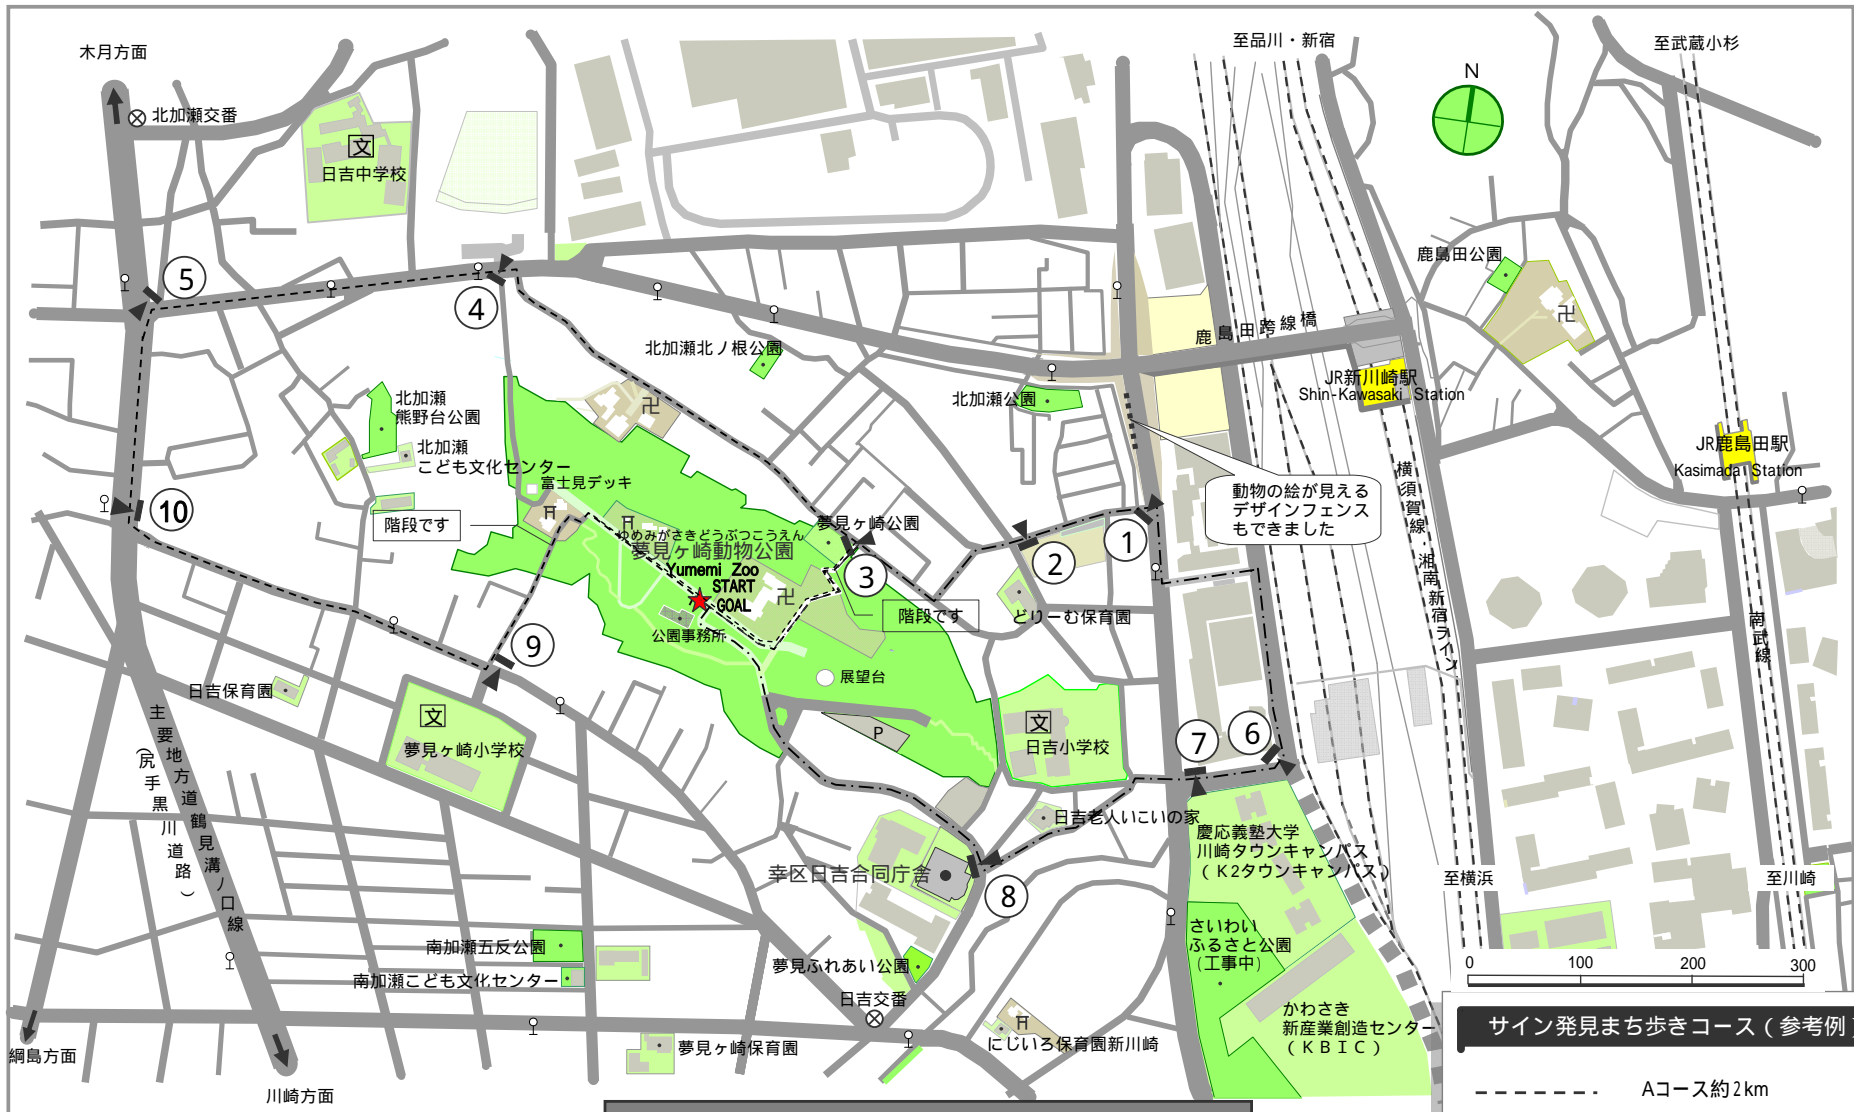 木月方面
至品川・新宿
至武蔵小杉
N
北加瀬交番
文
日吉中学校
鹿島田公園
5
4
鹿島田跨線橋
北加瀬北ノ根公園
JR新川崎駅
Shin-Kawasaki Station
北加瀬
熊野台公園
北加瀬公園
北加瀬
こども文化センター
JR鹿島田駅
Kasimada Station
富士見デッキ
動物の絵が見える
デザインフェンス
もできました
横須賀線・湘南新宿ライン
10
階段です
夢見ヶ崎公園
ゆめみがさきどうぶつこうえん
夢見ヶ崎動物公園
Yumemi Zoo
START
GOAL
1
2
3
階段です
どりーむ保育園
南武線
公園事務所
9
展望台
日吉保育園
主要地方道鶴見溝ノ口線
(尻手黒川道路)
文
夢見ヶ崎小学校
P
文
日吉小学校
7
6
日吉老人いこいの家
慶応義塾大学
川崎タウンキャンパス
(K2タウンキャンパス)
幸区日吉合同庁舎
8
至横浜
至川崎
さいわい
ふるさと公園
(工事中)
南加瀬五反公園
南加瀬こども文化センター
夢見ふれあい公園
日吉交番
0 100 200 300
かわさき
新産業創造センター
(KBIC)
にじいろ保育園新川崎
夢見ヶ崎保育園
綱島方面
川崎方面
サイン発見まち歩きコース(参考例)
Aコース約2km